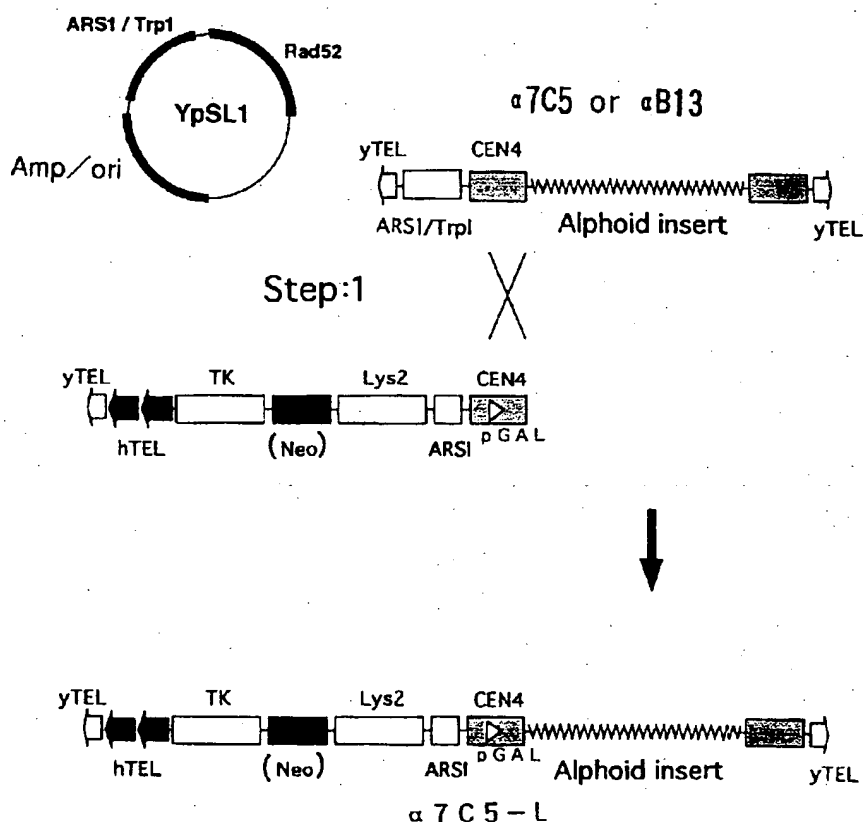 ARS1 / Trp1
Rad52
YpSL1
Amp/ori
α7C5 or αB13
yTEL
CEN4
ARS1/TrpI
Alphoid insert
yTEL
Step:1
yTEL
TK
Lys2
CEN4
hTEL
(Neo)
ARSI
pGAL
yTEL
TK
Lys2
CEN4
hTEL
(Neo)
ARSI
pGAL
Alphoid insert
yTEL
α7C5-L